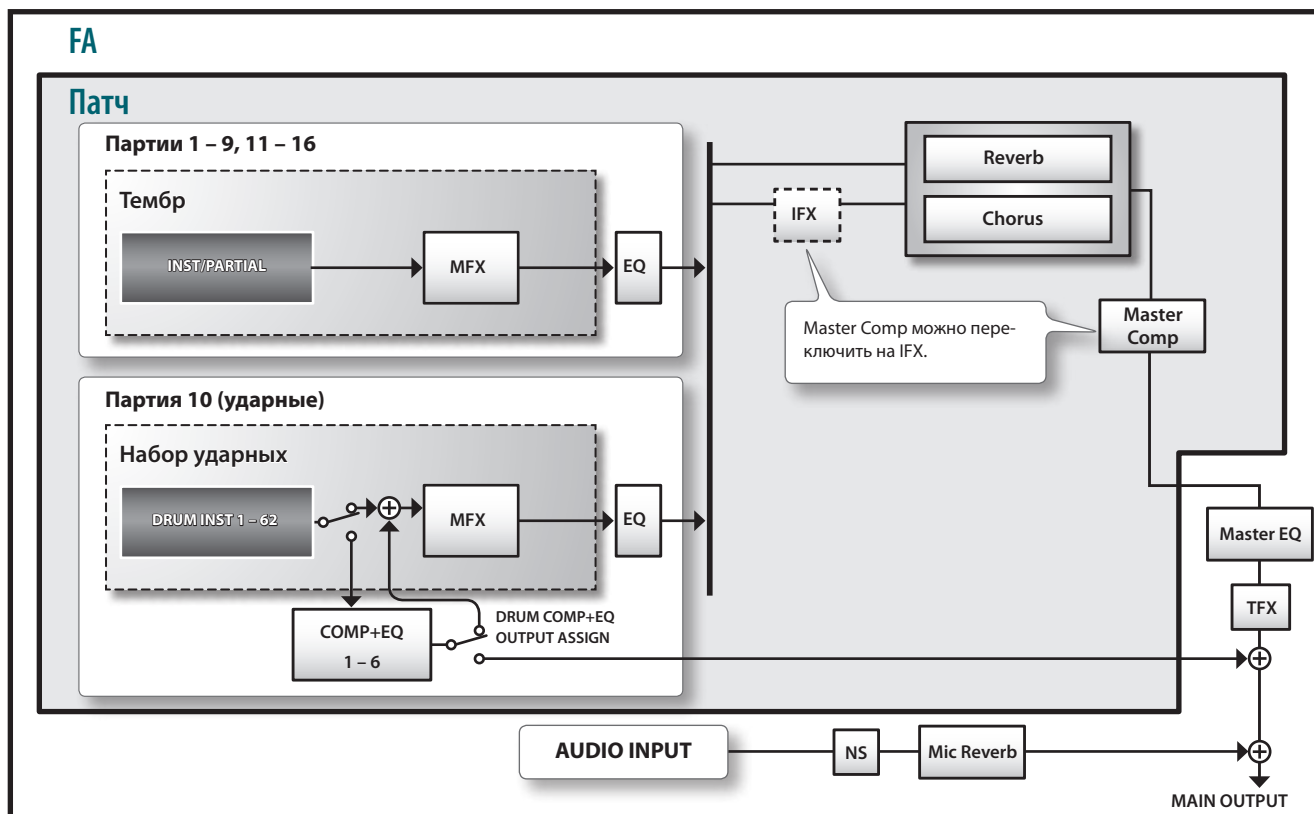 FA
Патч
Партии 1 – 9, 11 – 16
Тембр
INST/PARTIAL
MFX
EQ
IFX
Reverb
Chorus
Master Comp можно пере-
ключить на IFX.
Master
Comp
Партия 10 (ударные)
Набор ударных
DRUM INST 1 – 62
MFX
EQ
COMP+EQ
1 – 6
DRUM COMP+EQ
OUTPUT ASSIGN
Master EQ
TFX
AUDIO INPUT
NS
Mic Reverb
MAIN OUTPUT